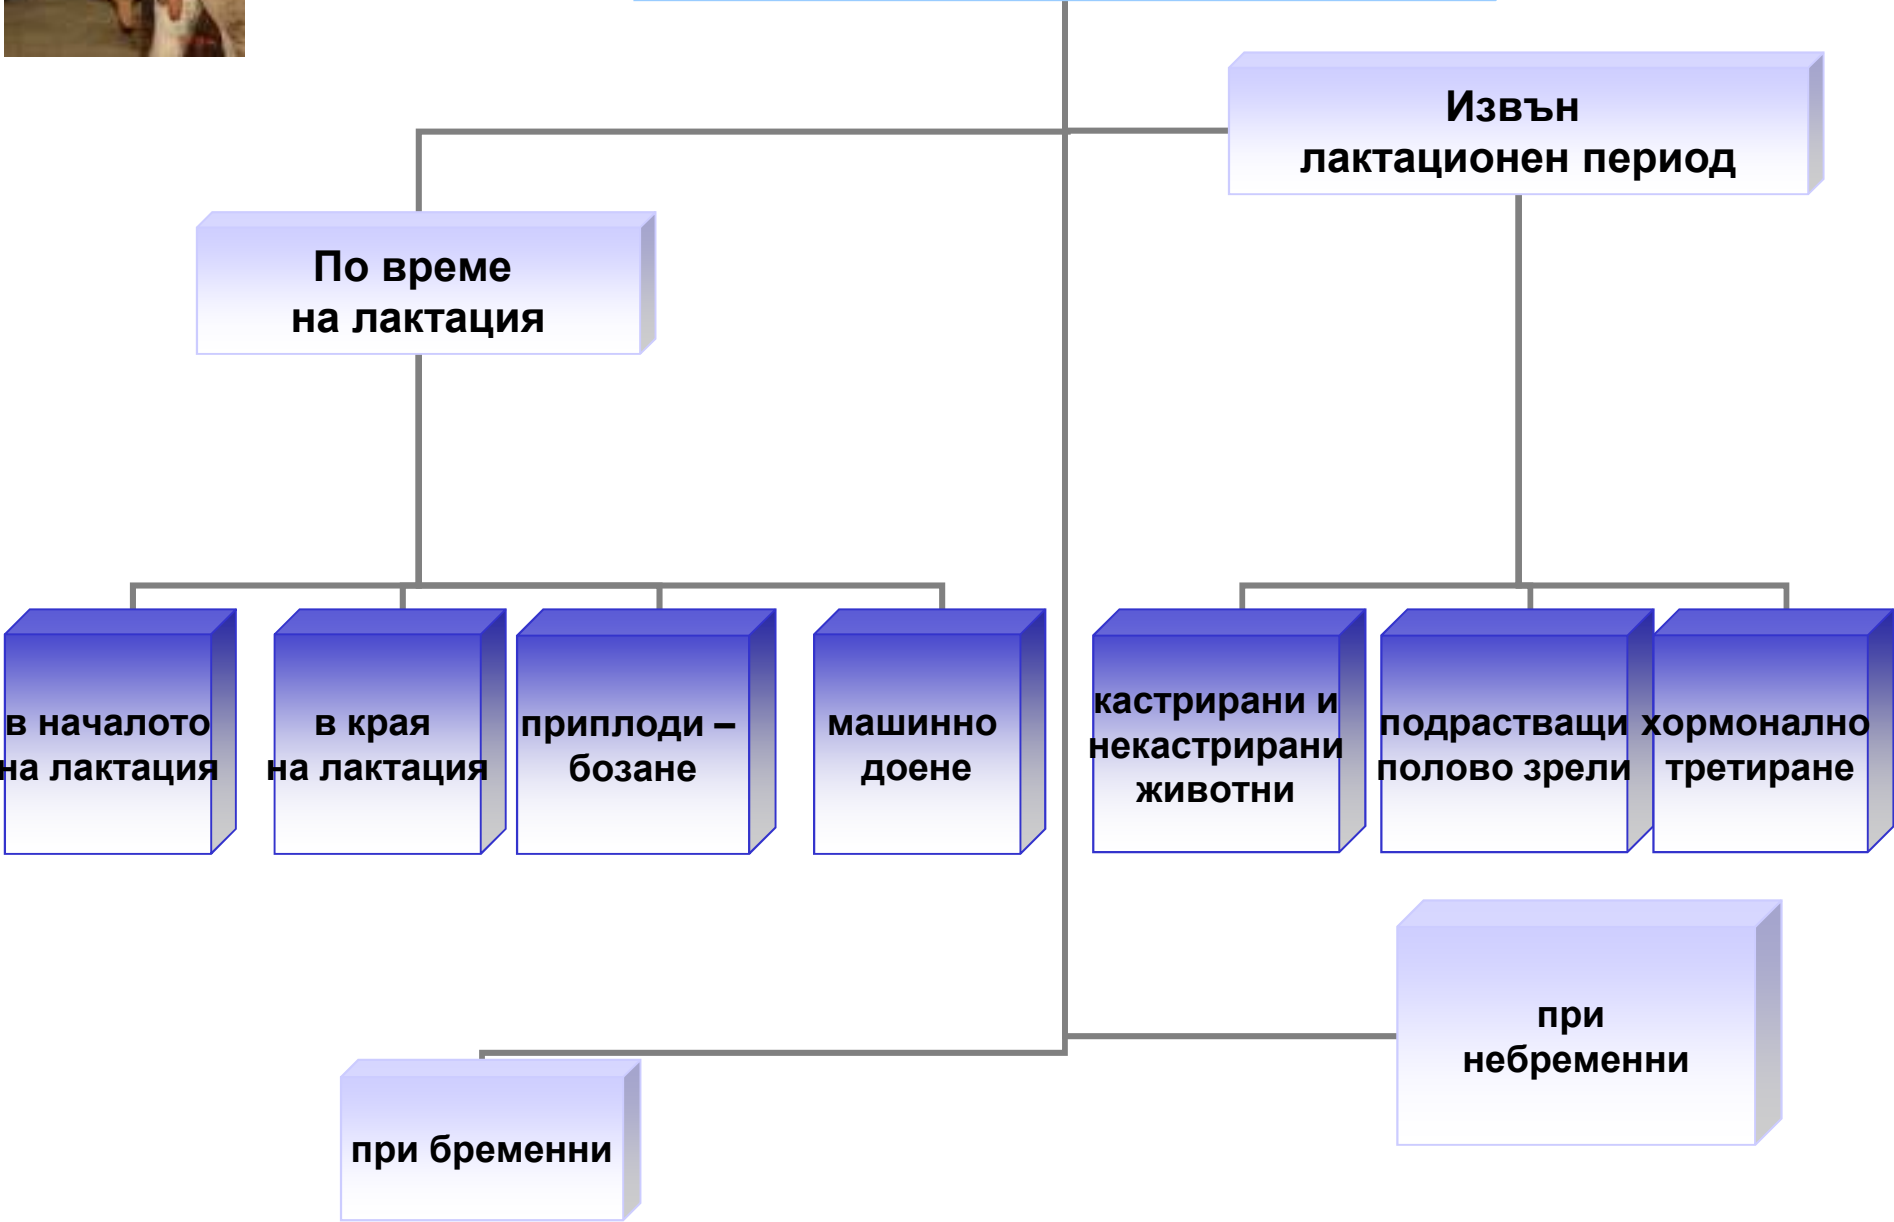 Извън
лактационен период
По време
на лактация
в началото
на лактация
в края
на лактация
приплоди –
бозане
машинно
доене
кастрирани и
некастрирани
животни
подрастващи
полово зрели
хормонално
третиране
при
небременни
при бременни